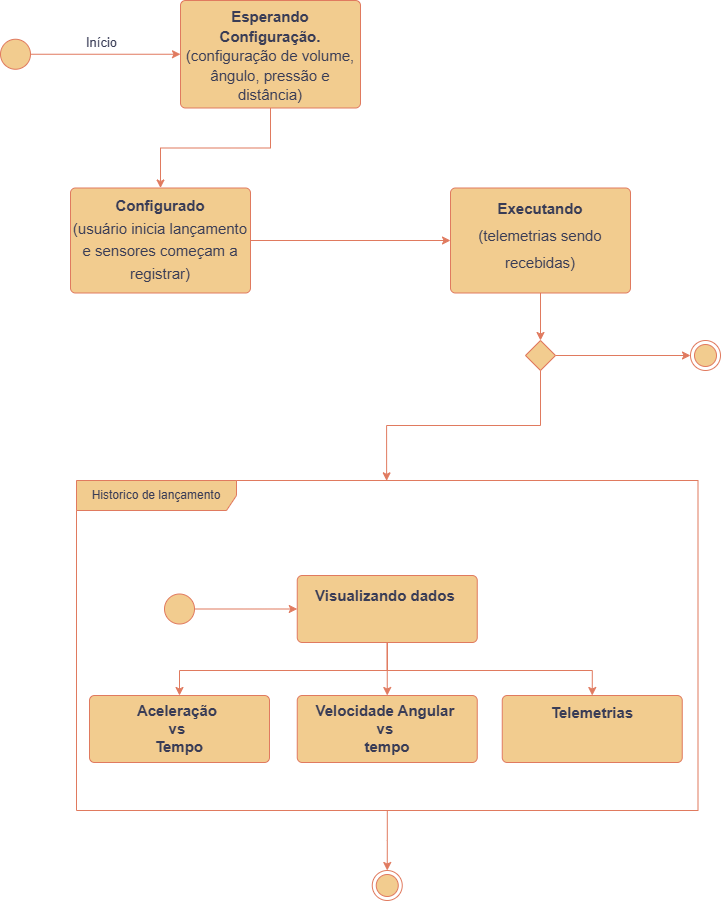 Início
Esperando
Configuração.
(configuração de volume,
ângulo, pressão e
distância)
Configurado
(usuário inicia lançamento
e sensores começam a
registrar)
Executando
(telemetrias sendo
recebidas)
Historico de lançamento
Visualizando dados
Aceleração
vs
Tempo
Velocidade Angular
vs
tempo
Telemetrias